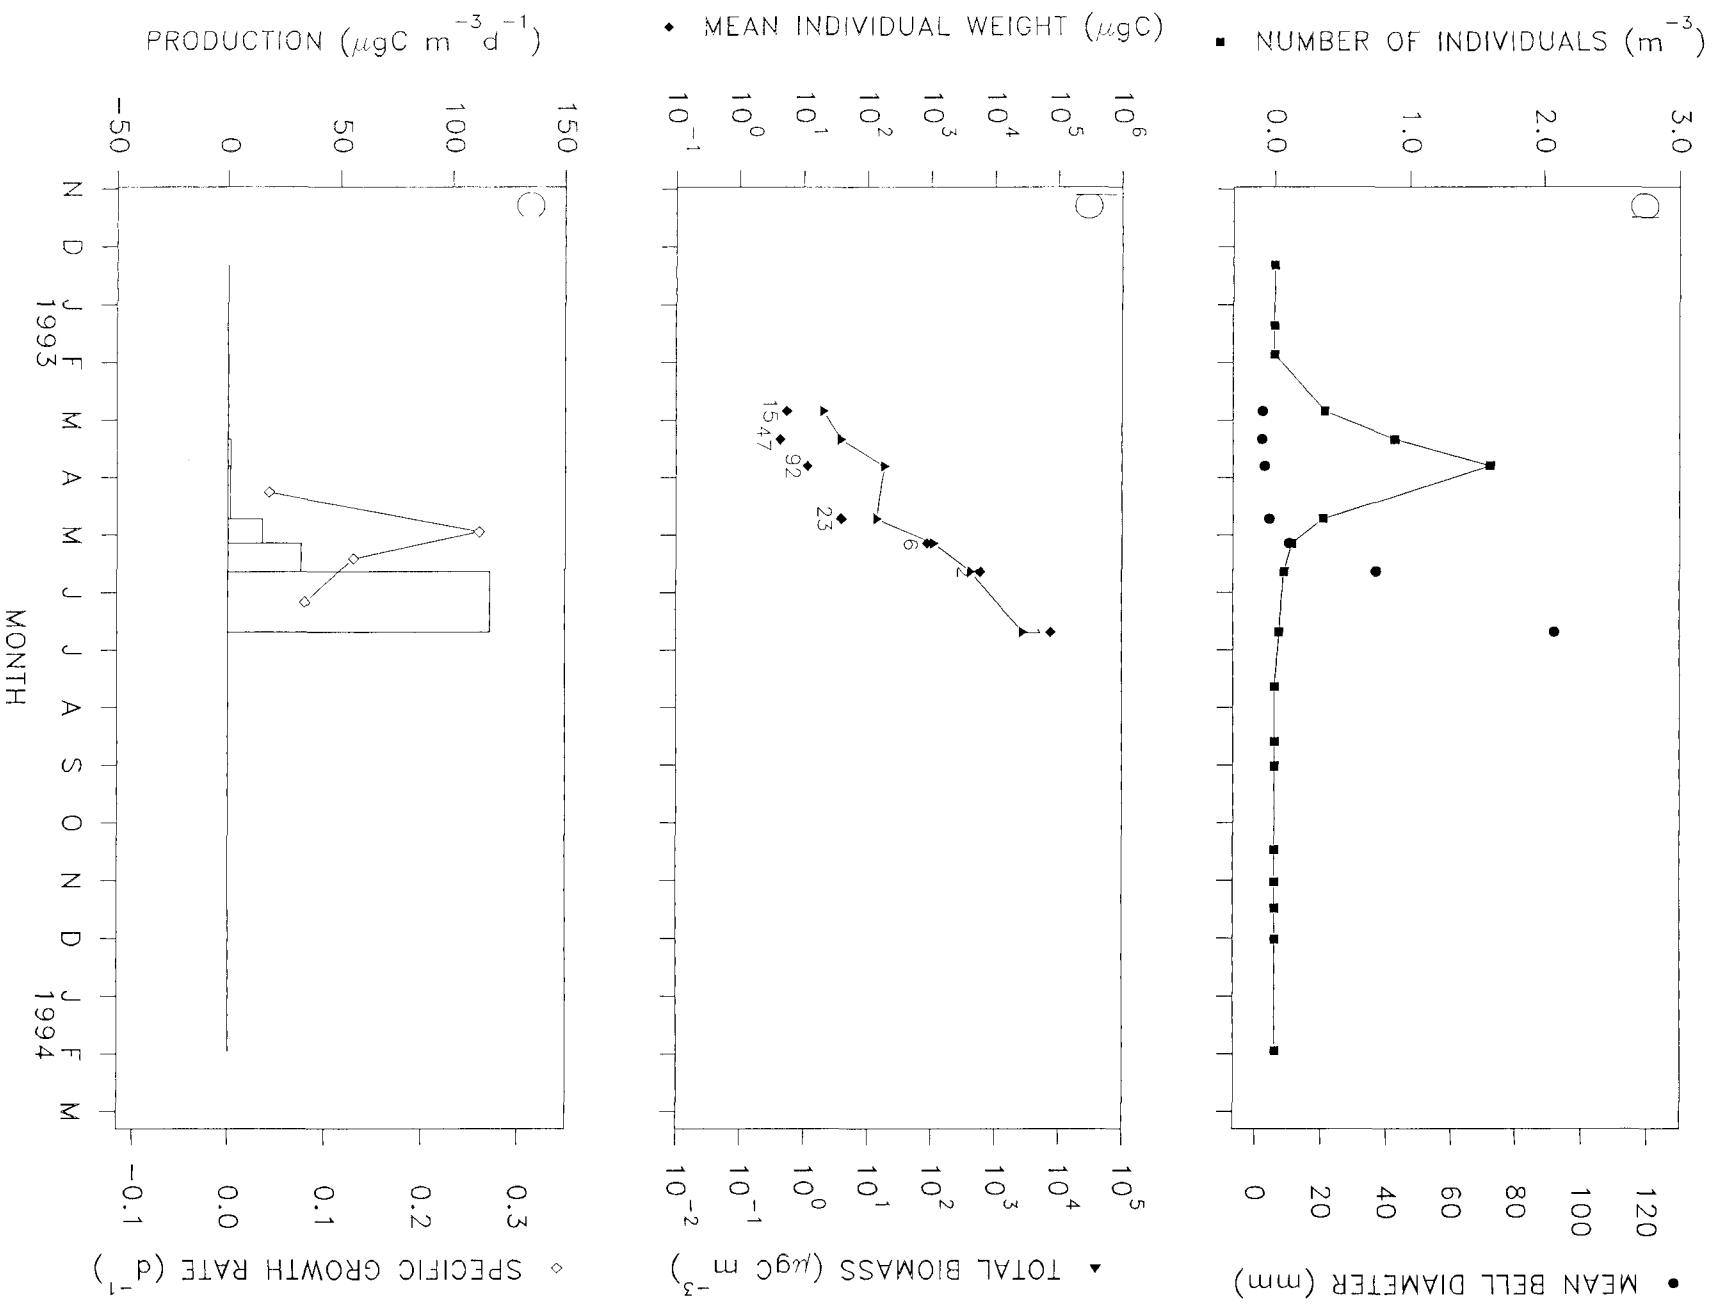 ■ NUMBER OF INDIVIDUALS (m⁻³)
0.0 1.0 2.0 3.0
a
0 20 40 60 80 100 120
● MEAN BELL DIAMETER (mm)
◆ MEAN INDIVIDUAL WEIGHT (μgC)
10⁻¹ 10⁰ 10¹ 10² 10³ 10⁴ 10⁵ 10⁶
b
15 47 92 23 6 2
10⁻² 10⁻¹ 10⁰ 10¹ 10² 10³ 10⁴ 10⁵
▲ TOTAL BIOMASS (μgC m⁻³)
PRODUCTION (μgC m⁻³d⁻¹)
-50 0 50 100 150
c
-0.1 0.0 0.1 0.2 0.3
◇ SPECIFIC GROWTH RATE (d⁻¹)
N D J F M A M J J A S O N D J F M
1993 1994
MONTH